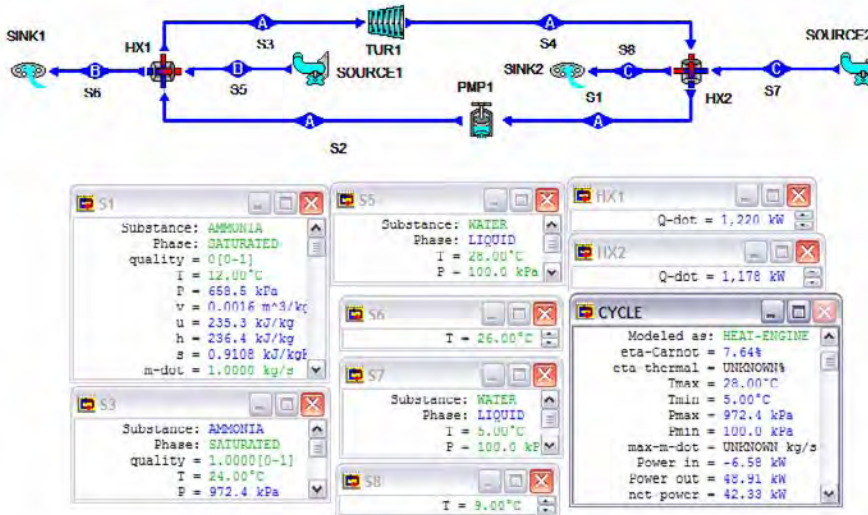 SINK1
HX1
S3
TUR1
S4
SOURCE2
A
A
S8
B
D
SOURCE1
SINK2
C
C
S6
S5
PMP1
S1
HX2
S7
A
A
S2
S1
Substance: AMMONIA
Phase: SATURATED
quality = 0[0-1]
T = 12.00°C
P = 658.5 kPa
v = 0.0016 m^3/kg
u = 235.3 kJ/kg
h = 236.4 kJ/kg
s = 0.9108 kJ/kgK
m-dot = 1.0000 kg/s
S3
Substance: AMMONIA
Phase: SATURATED
quality = 1.0000[0-1]
T = 24.00°C
P = 972.4 kPa
S5
Substance: WATER
Phase: LIQUID
T = 28.00°C
P = 100.0 kPa
S6
T = 26.00°C
S7
Substance: WATER
Phase: LIQUID
T = 5.00°C
P = 100.0 kP
S8
T = 9.00°C
HX1
Q-dot = 1,220 kW
HX2
Q-dot = 1,178 kW
CYCLE
Modeled as: HEAT-ENGINE
eta-Carnot = 7.64%
eta-thermal = UNKNOWN%
Tmax = 28.00°C
Tmin = 5.00°C
Pmax = 972.4 kPa
Pmin = 100.0 kPa
max-m-dot = UNKNOWN kg/s
Power in = -6.58 kW
Power out = 48.91 kW
net power = 42.33 kW